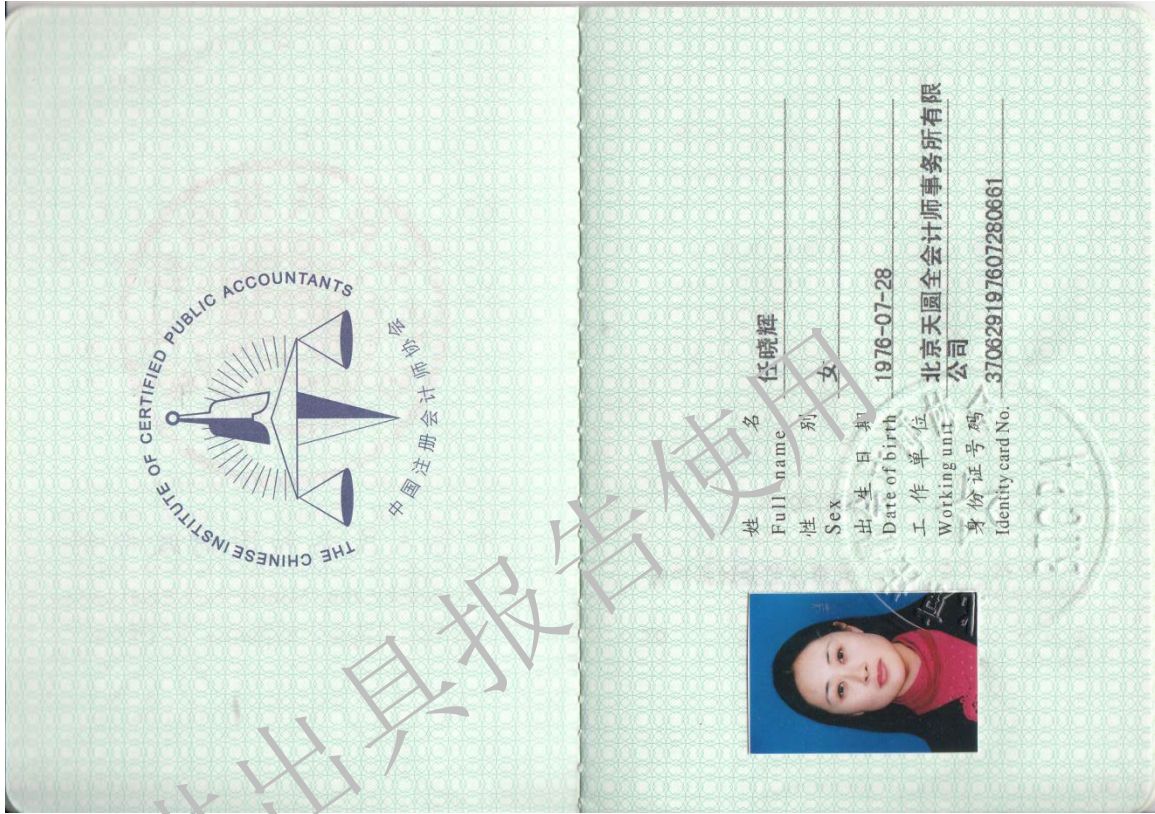 THE CHINESE INSTITUTE OF CERTIFIED PUBLIC ACCOUNTANTS
中国注册会计师协会
姓名 任晓辉
Full name
性别 女
Sex
出生日期 1976-07-28
Date of birth
工作单位 北京天圆全会计师事务所有限
Working unit 公司
身份证号码 370629197607280661
Identity card No.
出具报告使用
BICPA